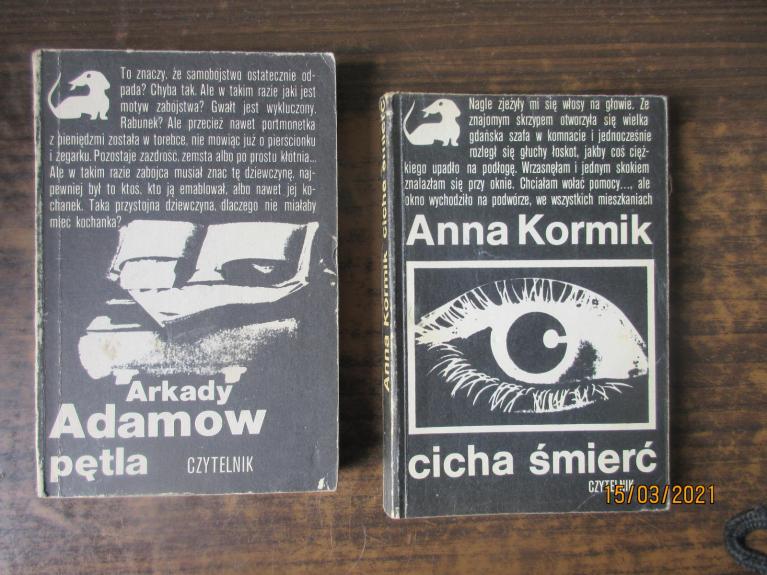 To znaczy, że samobójstwo ostatecznie od-
pada? Chyba tak. Ale w takim razie jaki jest
motyw zabójstwa? Gwałt jest wykluczony.
Rabunek? Ale przecież nawet portmonetka
z pieniędzmi została w torebce, nie mówiąc już o pierścionku
i zegarku. Pozostaje zazdrość, zemsta albo po prostu kłótnia...
Ale w takim razie zabójca musiał znać tę dziewczynę, naj-
pewniej był to ktoś, kto ją emablował, albo nawet jej ko-
chanek. Taka przystojna dziewczyna, dlaczego nie miałaby
mieć kochanka?
Arkady
Adamow
pętla
CZYTELNIK
Nagle zjeżyły mi się włosy na głowie. Ze
znajomym skrzypem otworzyła się wielka
gdańska szafa w komnacie i jednocześnie
rozległ się głuchy łoskot, jakby coś cięż-
kiego upadło na podłogę. Wrzasnęłam i jednym skokiem
znalazłam się przy oknie. Chciałam wołać pomocy..., ale
okno wychodziło na podwórze, we wszystkich mieszkaniach
Anna Kormik
cicha śmierć
CZYTELNIK
Anna Kormik cicha śmierć
15/03/2021